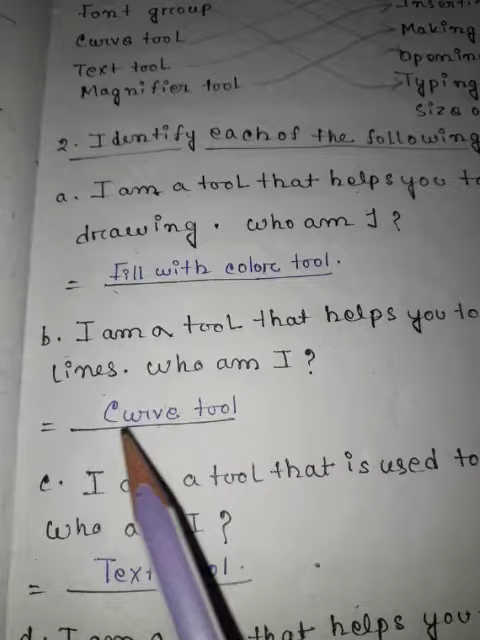 Font group
Curve tool
Text tool
Magnifier tool
Making
Typing
Size
2. Identify each of the following
a. I am a tool that helps you to
drawing. who am I?
= Fill with colorc tool.
b. I am a tool that helps you to
lines. who am I?
= Curve tool
c. I a tool that is used to
who a I?
= Text
d. I am a that helps you